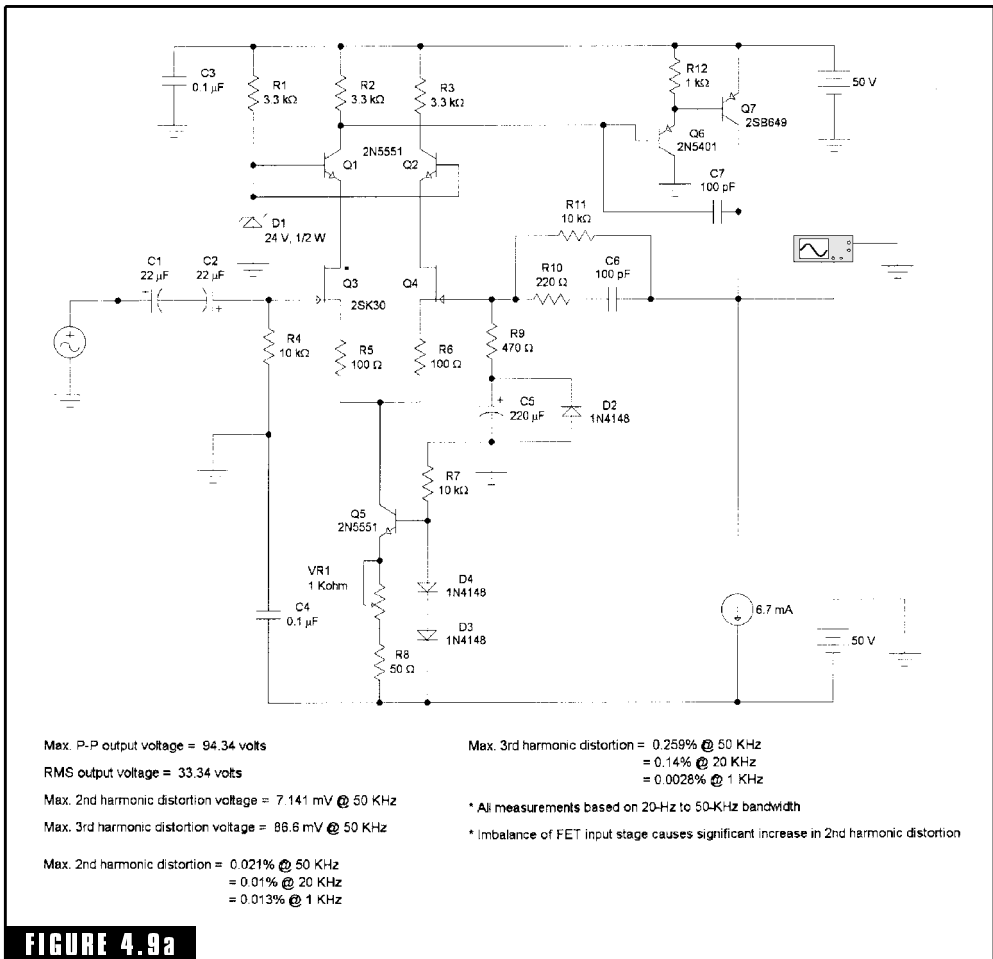 C3
0.1 µF
R1
3.3 kΩ
R2
3.3 kΩ
R3
3.3 kΩ
R12
1 kΩ
50 V
Q7
2SB649
Q6
2N5401
2N5551
Q1
Q2
C7
100 pF
D1
24 V, 1/2 W
R11
10 kΩ
C1
22 µF
C2
22 µF
Q3
Q4
2SK30
R10
220 Ω
C6
100 pF
R4
10 kΩ
R5
100 Ω
R6
100 Ω
R9
470 Ω
C5
220 µF
D2
1N4148
R7
10 kΩ
Q5
2N5551
VR1
1 Kohm
D4
1N4148
C4
0.1 µF
D3
1N4148
6.7 mA
50 V
R8
50 Ω
Max. P-P output voltage = 94.34 volts
RMS output voltage = 33.34 volts
Max. 2nd harmonic distortion voltage = 7.141 mV @ 50 KHz
Max. 3rd harmonic distortion voltage = 86.6 mV @ 50 KHz
Max. 2nd harmonic distortion = 0.021% @ 50 KHz
= 0.01% @ 20 KHz
= 0.013% @ 1 KHz
Max. 3rd harmonic distortion = 0.259% @ 50 KHz
= 0.14% @ 20 KHz
= 0.0028% @ 1 KHz
* All measurements based on 20-Hz to 50-KHz bandwidth
* Imbalance of FET input stage causes significant increase in 2nd harmonic distortion
FIGURE 4.9a